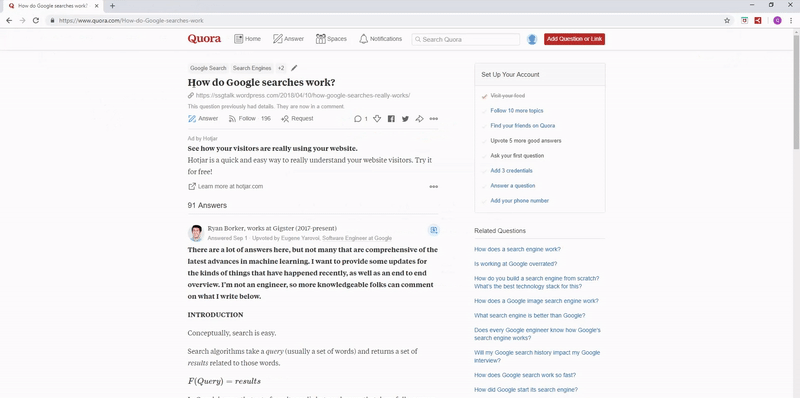 How do Google searches work?
https://www.quora.com/How-do-Google-searches-work
Quora
Home
Answer
Spaces
Notifications
Search Quora
Add Question or Link
Google Search
Search Engines
+2
How do Google searches work?
https://ssgtalk.wordpress.com/2018/04/10/how-google-searches-really-works/
This question previously had details. They are now in a comment
Answer
Follow 196
Request
1
Ad by Hotjar
See how your visitors are really using your website.
Hotjar is a quick and easy way to really understand your website visitors. Try it
for free!
Learn more at hotjar.com
91 Answers
Ryan Borker, works at Gigster (2017-present)
Answered Sep 1 · Upvoted by Eugene Yarovoi, Software Engineer at Google
There are a lot of answers here, but not many that are comprehensive of the
latest advances in machine learning. I want to provide some updates for
the kinds of things that have happened recently, as well as an end to end
overview. I'm not an engineer, so more knowledgeable folks can comment
on what I write below.
INTRODUCTION
Conceptually, search is easy.
Search algorithms take a query (usually a set of words) and returns a set of
results related to those words.
F(Query) = results
Set Up Your Account
Visit your feed
Follow 10 more topics
Find your friends on Quora
Upvote 5 more good answers
Ask your first question
Add 3 credentials
Answer a question
Add your phone number
Related Questions
How does a search engine work?
Is working at Google overrated?
How do you build a search engine from scratch?
What's the best technology stack for this?
How does a Google image search engine work?
What search engine is better than Google?
Does every Google engineer know how Google's
search engine works?
Will my Google search history impact my Google
interview?
How does Google search work so fast?
How did Google start its search engine?